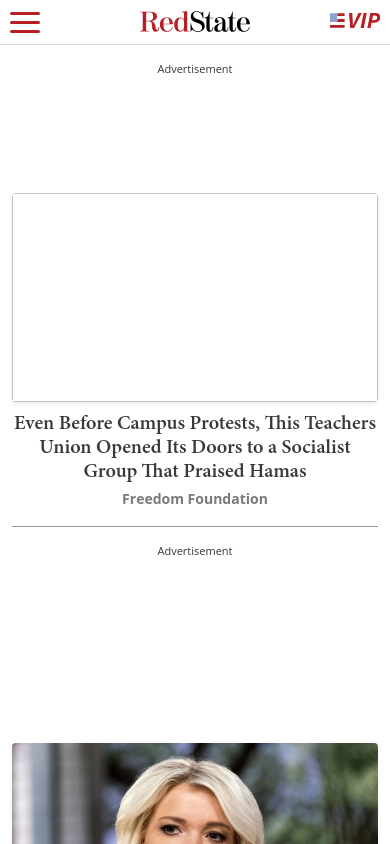 RedState
VIP
Advertisement
Even Before Campus Protests, This Teachers
Union Opened Its Doors to a Socialist
Group That Praised Hamas
Freedom Foundation
Advertisement